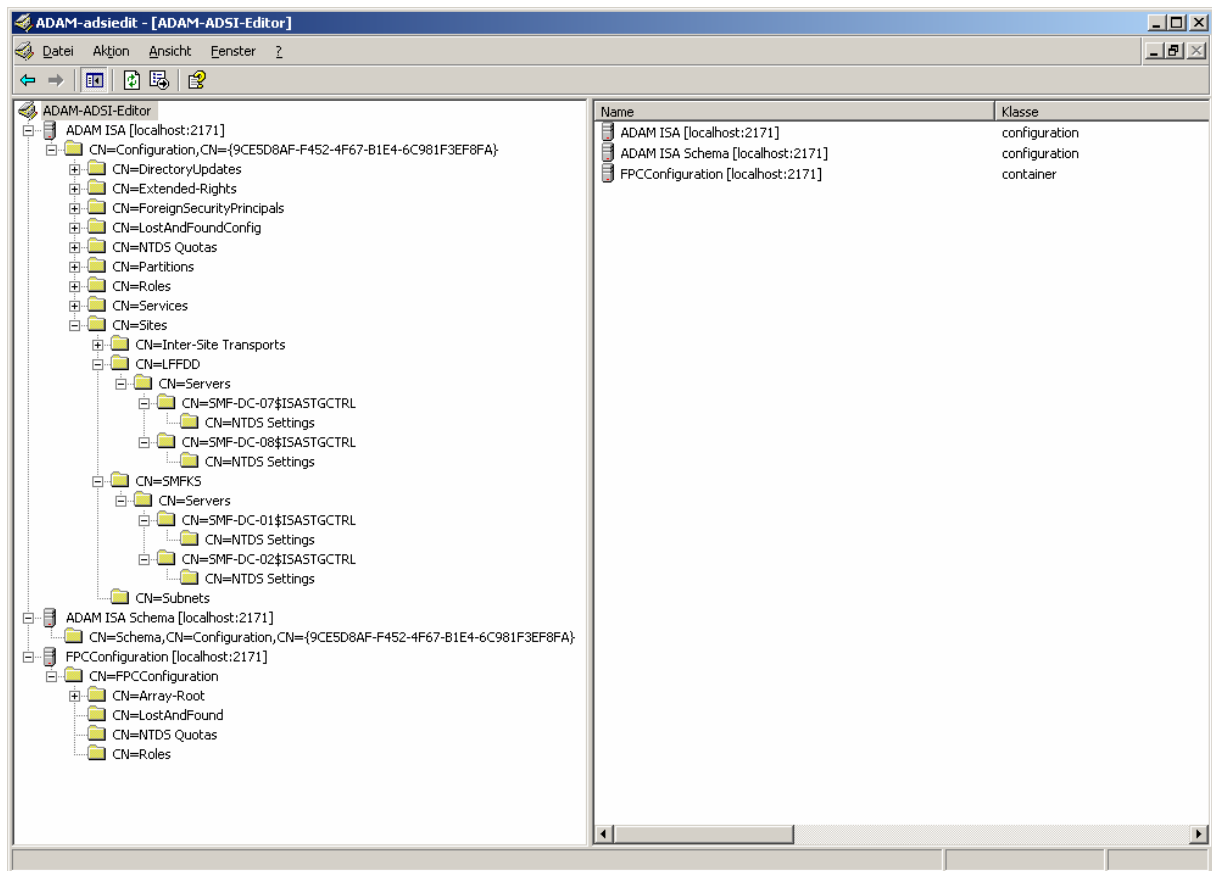 ADAM-adsiedit - [ADAM-ADSI-Editor]
Datei Aktion Ansicht Fenster ?
ADAM-ADSI-Editor
ADAM ISA [localhost:2171]
CN=Configuration,CN={9CE5D8AF-F452-4F67-B1E4-6C981F3EF8FA}
CN=DirectoryUpdates
CN=Extended-Rights
CN=ForeignSecurityPrincipals
CN=LostAndFoundConfig
CN=NTDS Quotas
CN=Partitions
CN=Roles
CN=Services
CN=Sites
CN=Inter-Site Transports
CN=LFFDD
CN=Servers
CN=SMF-DC-07$ISASTGCTRL
CN=NTDS Settings
CN=SMF-DC-08$ISASTGCTRL
CN=NTDS Settings
CN=SMFKS
CN=Servers
CN=SMF-DC-01$ISASTGCTRL
CN=NTDS Settings
CN=SMF-DC-02$ISASTGCTRL
CN=NTDS Settings
CN=Subnets
ADAM ISA Schema [localhost:2171]
CN=Schema,CN=Configuration,CN={9CE5D8AF-F452-4F67-B1E4-6C981F3EF8FA}
FPCConfiguration [localhost:2171]
CN=FPCConfiguration
CN=Array-Root
CN=LostAndFound
CN=NTDS Quotas
CN=Roles
Name Klasse
ADAM ISA [localhost:2171] configuration
ADAM ISA Schema [localhost:2171] configuration
FPCConfiguration [localhost:2171] container